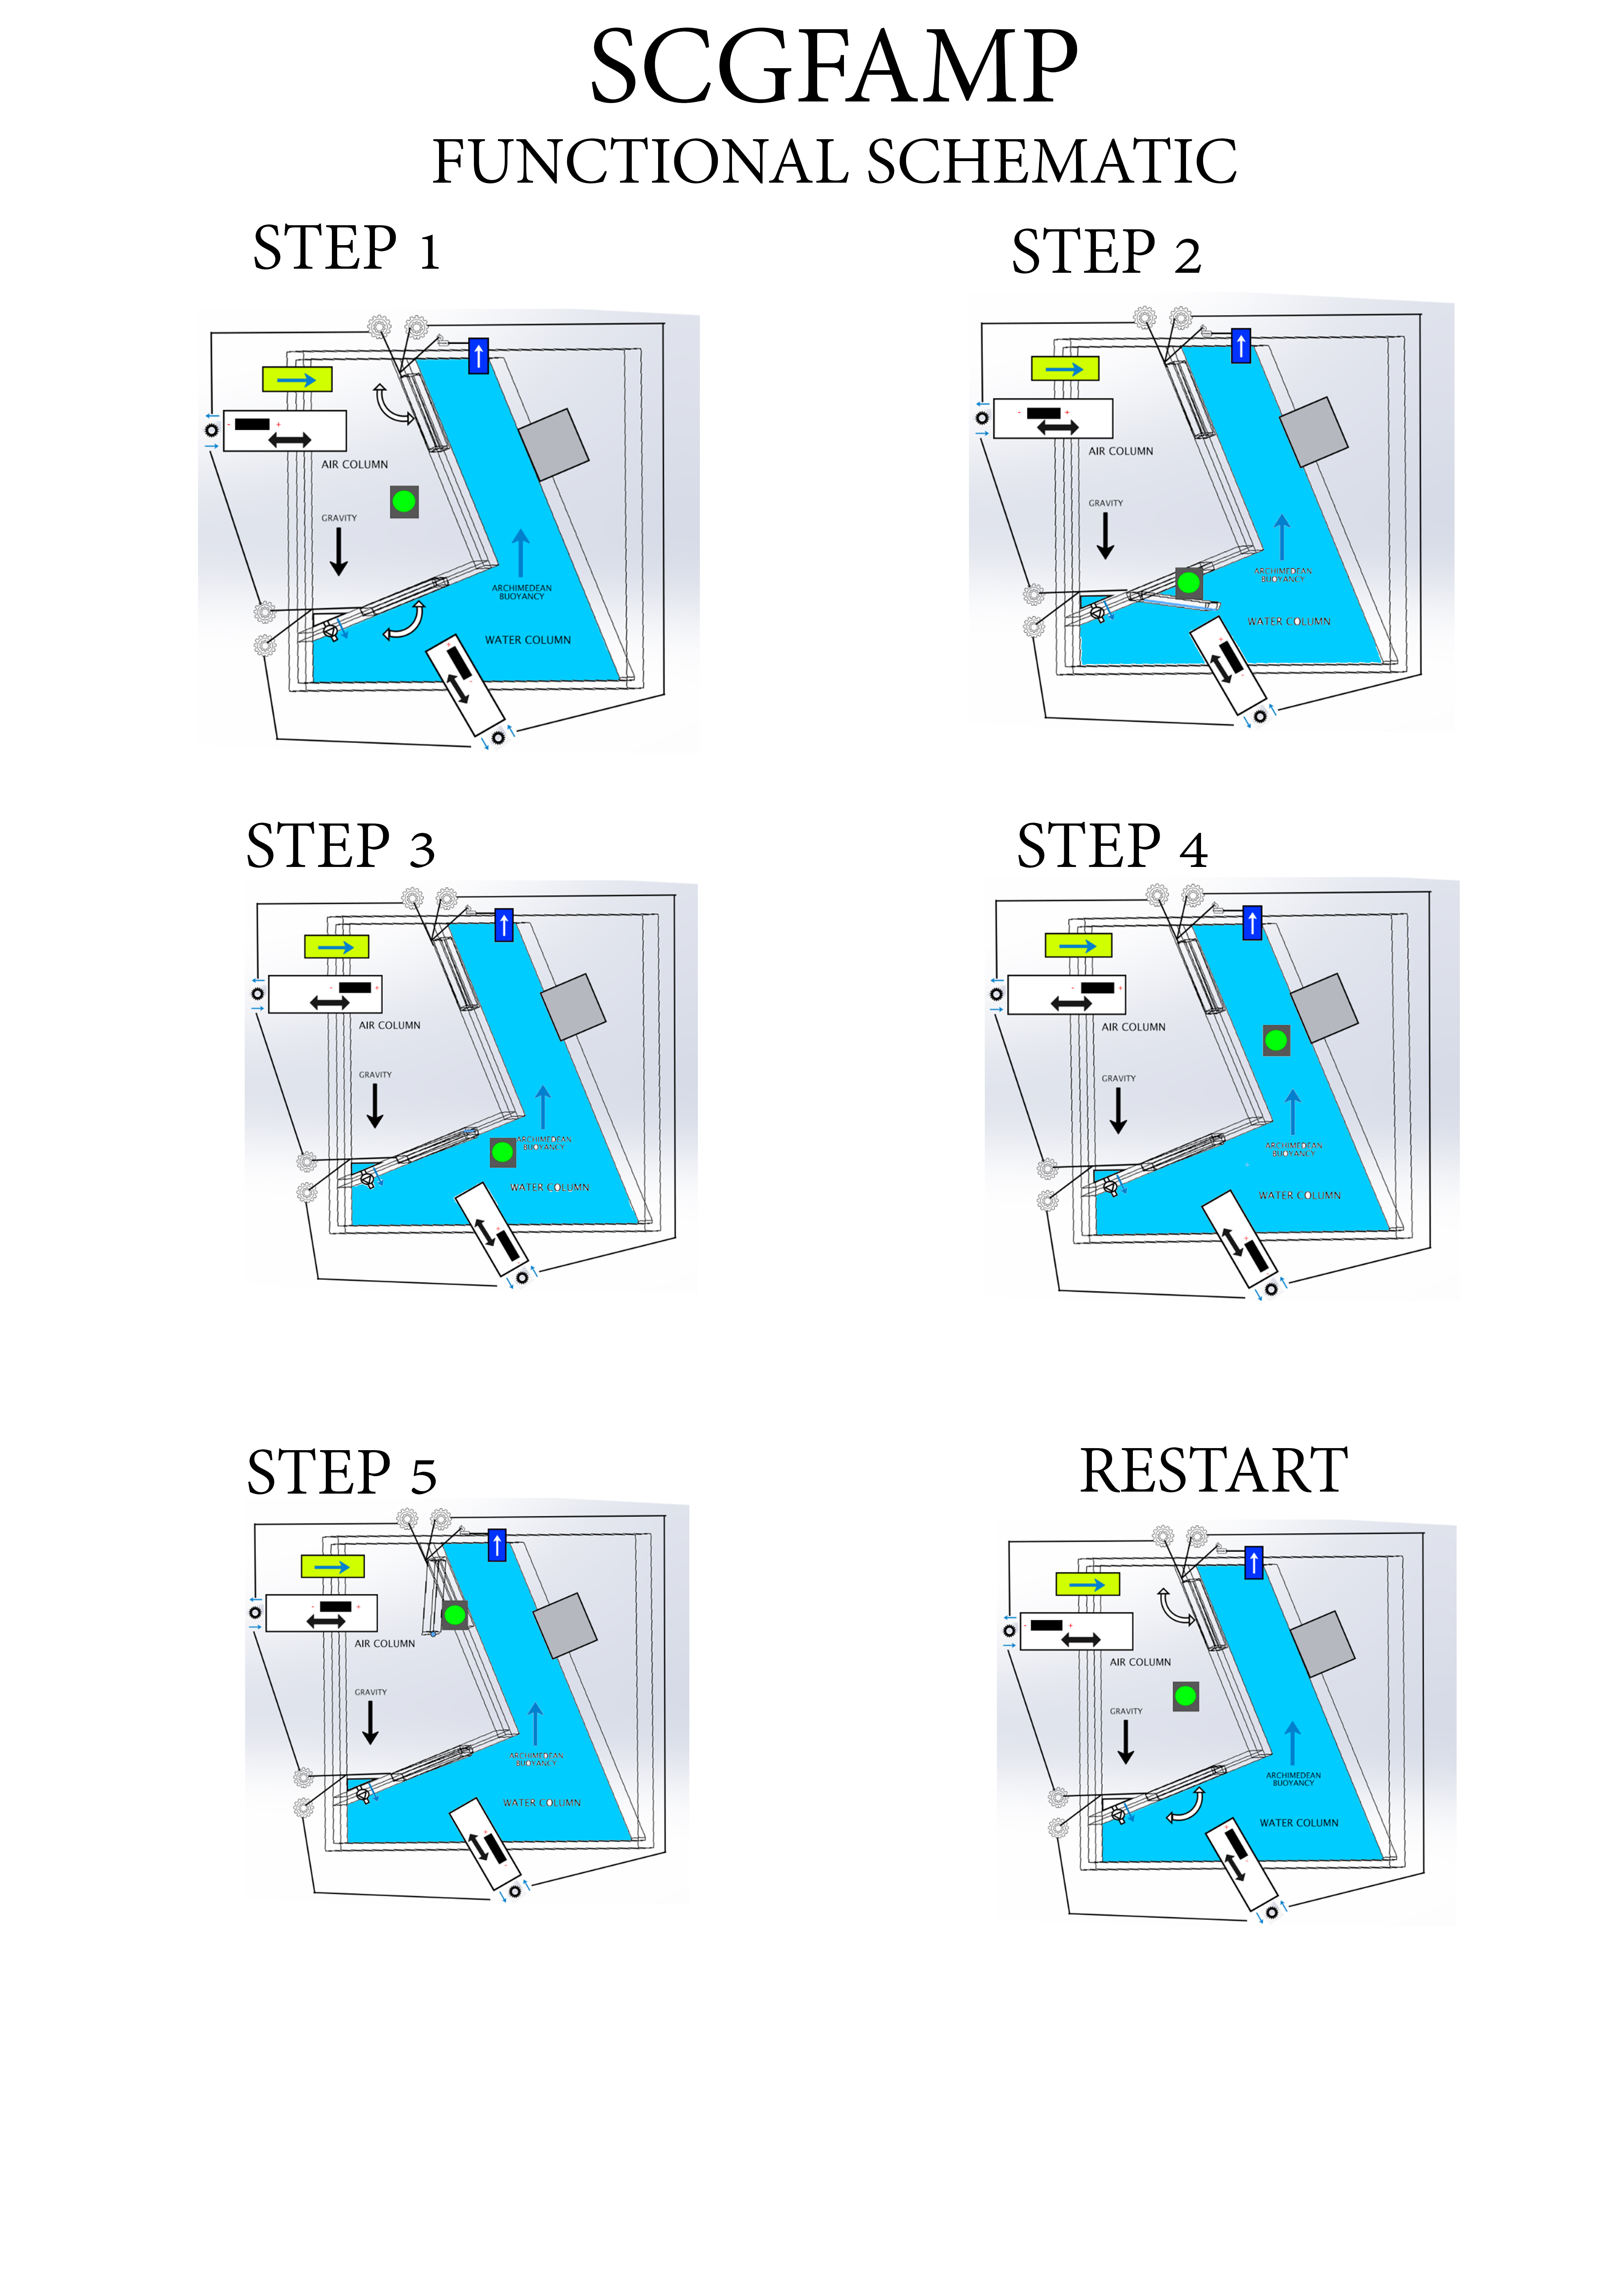 SCGFAMP
FUNCTIONAL SCHEMATIC
STEP 1
STEP 2
- +
AIR COLUMN
GRAVITY
ARCHIMEDEAN
BUOYANCY
WATER COLUMN
+
-
- +
AIR COLUMN
GRAVITY
ARCHIMEDEAN
BUOYANCY
WATER COLUMN
+
-
STEP 3
STEP 4
- +
AIR COLUMN
GRAVITY
ARCHIMEDEAN
BUOYANCY
WATER COLUMN
+
- +
AIR COLUMN
GRAVITY
ARCHIMEDEAN
BUOYANCY
WATER COLUMN
+
STEP 5
RESTART
- +
AIR COLUMN
GRAVITY
ARCHIMEDEAN
BUOYANCY
WATER COLUMN
+
-
- +
AIR COLUMN
GRAVITY
ARCHIMEDEAN
BUOYANCY
WATER COLUMN
+
-